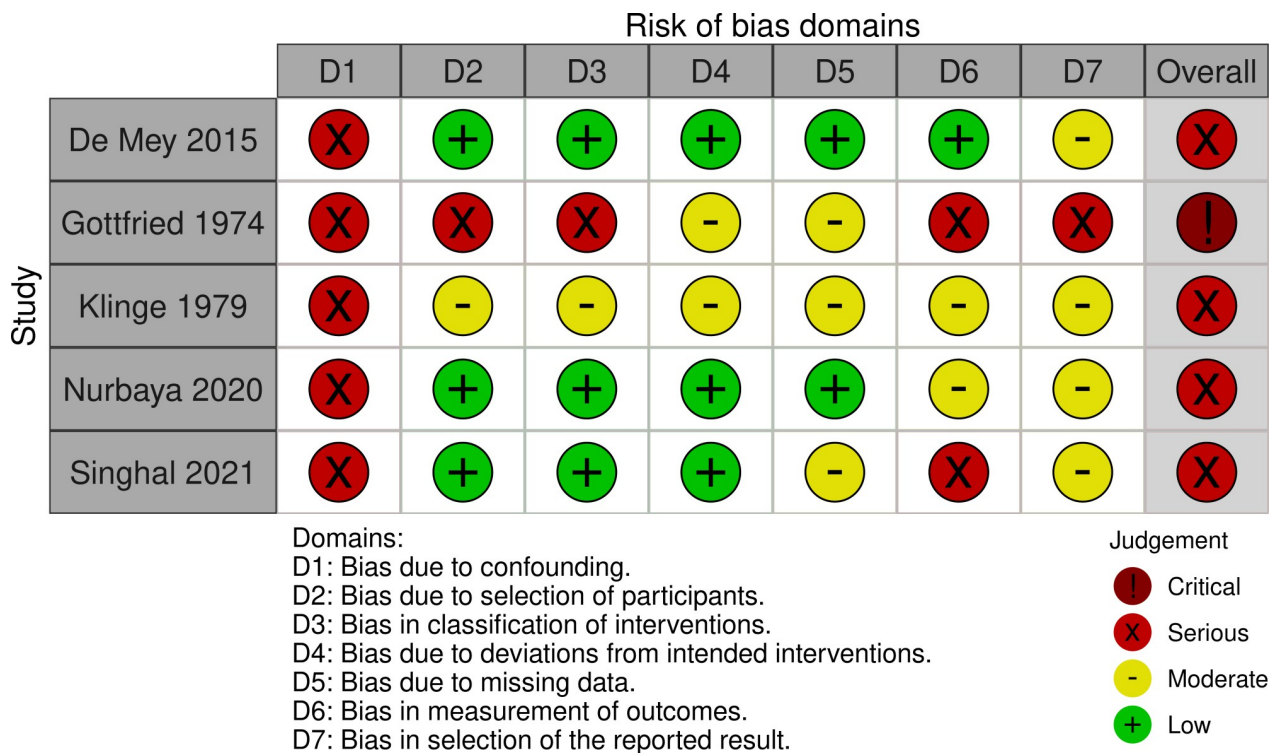 Risk of bias domains
D1 D2 D3 D4 D5 D6 D7 Overall
Study
De Mey 2015 X + + + + + - X
Gottfried 1974 X X X - - X X !
Klinge 1979 X - - - - - - X
Nurbaya 2020 X + + + + - - X
Singhal 2021 X + + + - X - X
Domains:
D1: Bias due to confounding.
D2: Bias due to selection of participants.
D3: Bias in classification of interventions.
D4: Bias due to deviations from intended interventions.
D5: Bias due to missing data.
D6: Bias in measurement of outcomes.
D7: Bias in selection of the reported result.
Judgement
! Critical
X Serious
- Moderate
+ Low